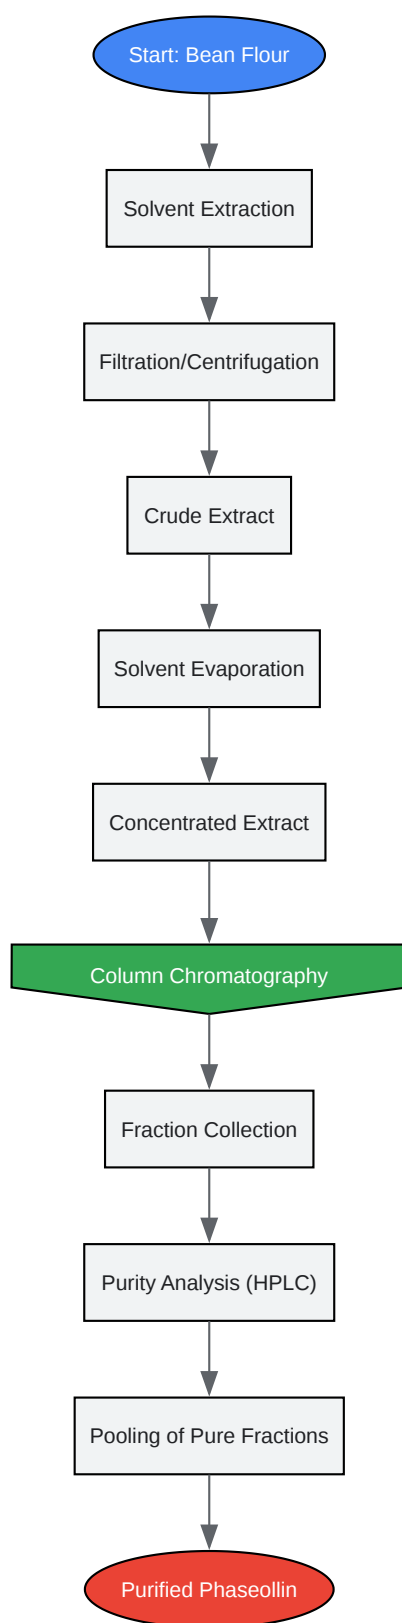 Start: Bean Flour
Solvent Extraction
Filtration/Centrifugation
Crude Extract
Solvent Evaporation
Concentrated Extract
Column Chromatography
Fraction Collection
Purity Analysis (HPLC)
Pooling of Pure Fractions
Purified Phaseollin